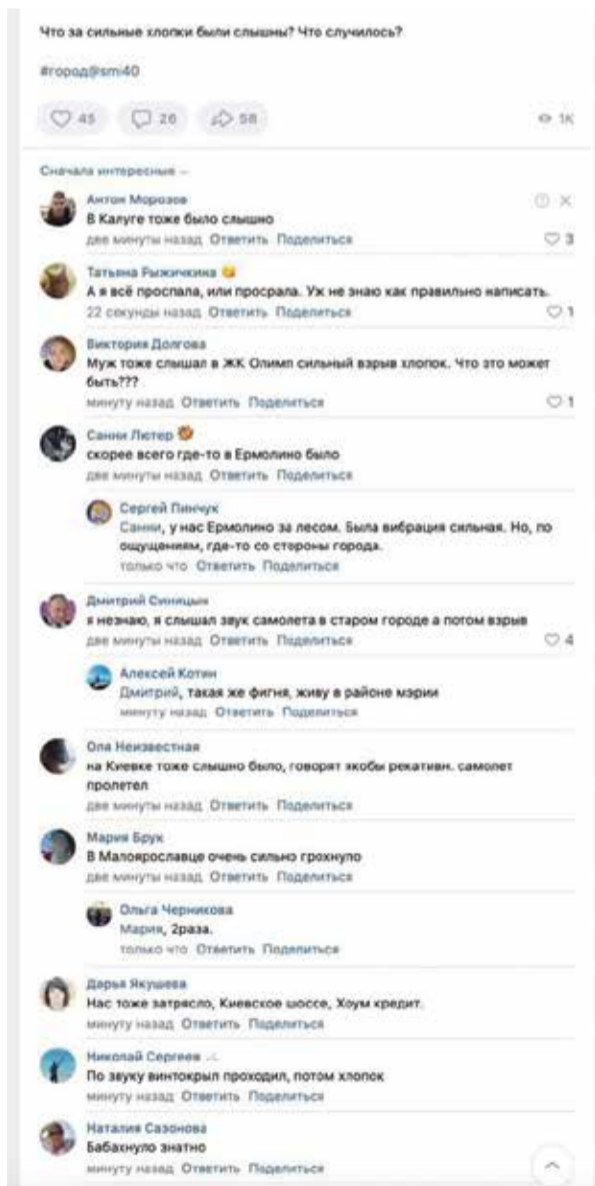 Что за сильные хлопки были слышны? Что случилось?
#город@smi40
45
26
58
1K
Сначала интересные
Антон Морозов
В Калуге тоже было слышно
две минуты назад Ответить Поделиться
3
Татьяна Рыжичкина
А я всё проспала, или просрала. Уж не знаю как правильно написать.
22 секунды назад Ответить Поделиться
1
Виктория Долгова
Муж тоже слышал в ЖК Олимп сильный взрыв хлопок. Что это может
быть???
минуту назад Ответить Поделиться
1
Санни Лютер
скорее всего где-то в Ермолино было
две минуты назад Ответить Поделиться
Сергей Пинчук
Санни, у нас Ермолино за лесом. Была вибрация сильная. Но, по
ощущениям, где-то со стороны города.
только что Ответить Поделиться
Дмитрий Синицын
я незнаю, я слышал звук самолета в старом городе а потом взрыв
две минуты назад Ответить Поделиться
4
Алексей Котин
Дмитрий, такая же фигня, живу в районе мэрии
минуту назад Ответить Поделиться
Оля Неизвестная
на Киевке тоже слышно было, говорят якобы рекативн. самолет
пролетел
две минуты назад Ответить Поделиться
Мария Брук
В Малоярославце очень сильно грохнуло
две минуты назад Ответить Поделиться
Ольга Черникова
Мария, 2раза.
только что Ответить Поделиться
Дарья Якушева
Нас тоже затрясло, Киевское шоссе, Хоум кредит.
минуту назад Ответить Поделиться
Николай Сергеев
По звуку винтокрыл проходил, потом хлопок
минуту назад Ответить Поделиться
Наталия Сазонова
Бабахнуло знатно
минуту назад Ответить Поделиться